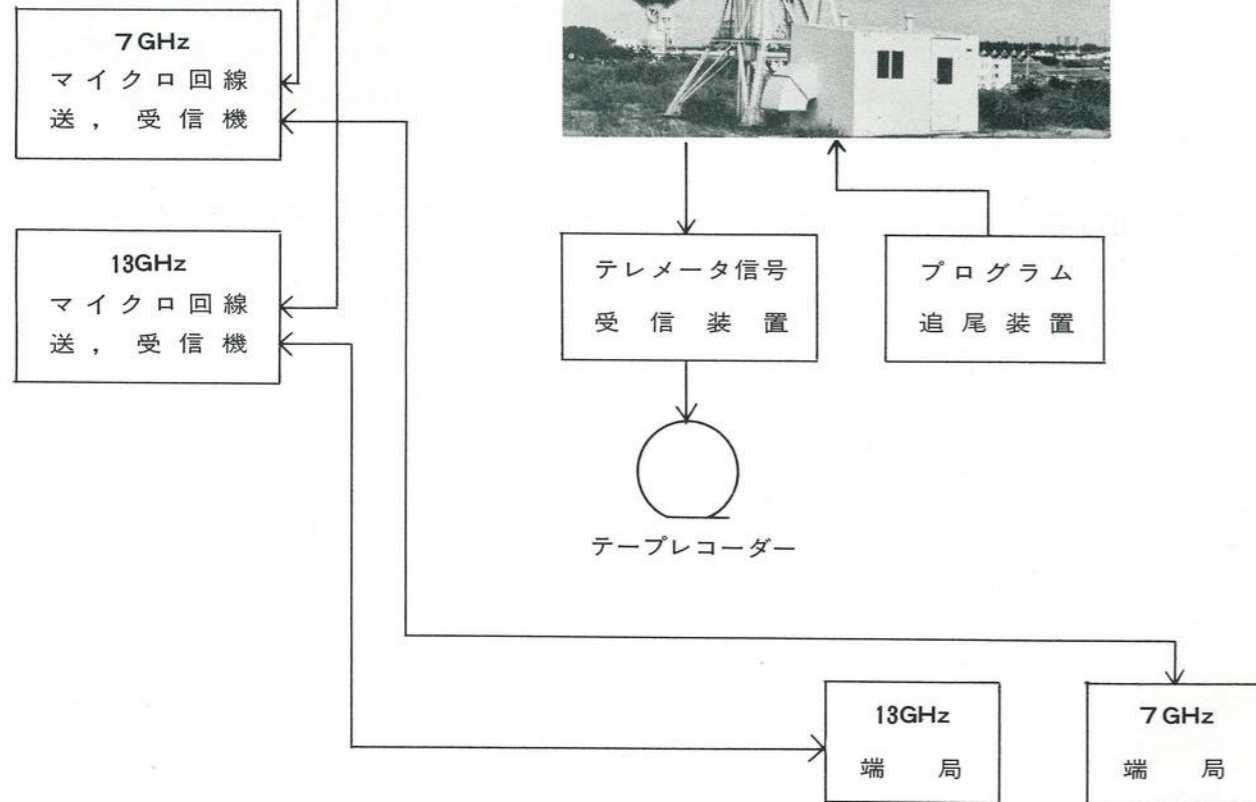 7GHz
マイクロ回線
送，受信機
13GHz
マイクロ回線
送，受信機
テレメータ信号
受信装置
プログラム
追尾装置
テープレコーダー
13GHz
端局
7GHz
端局